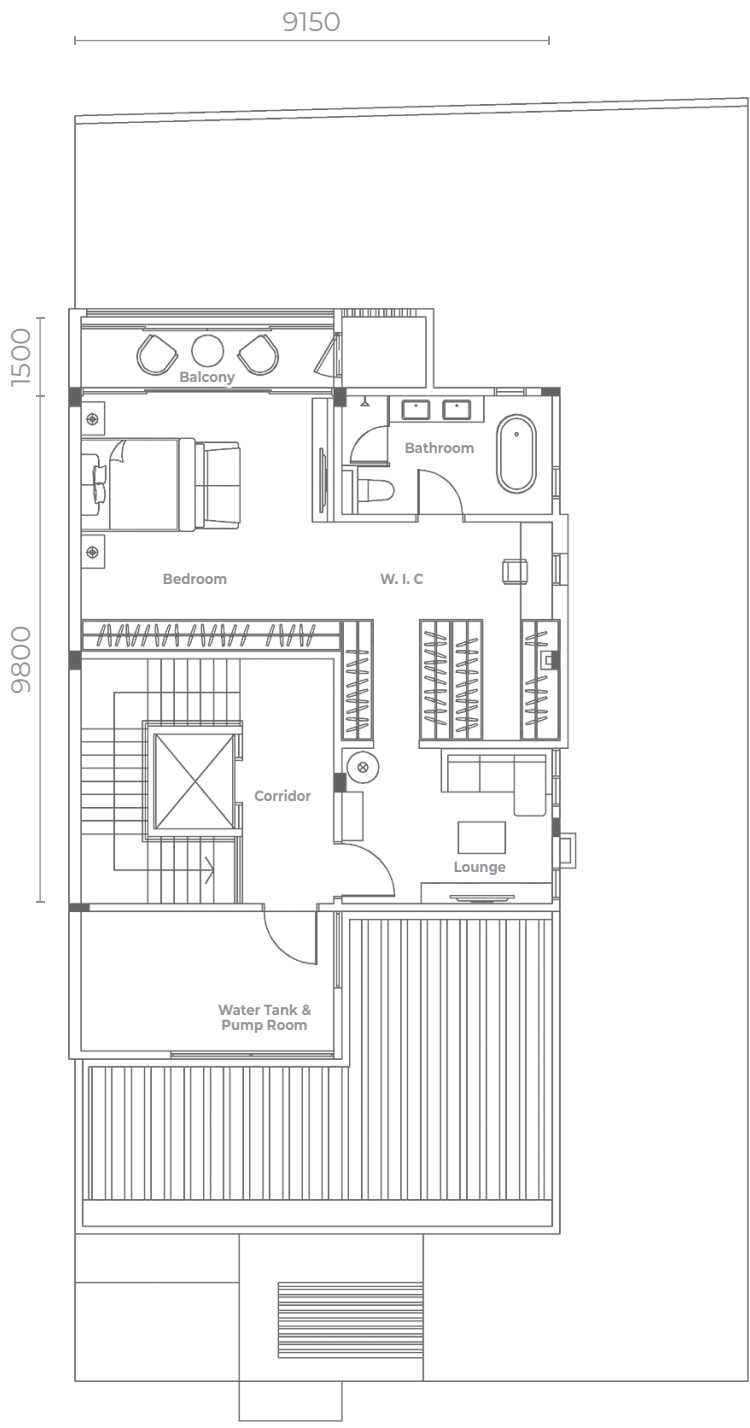 9150
1500
Balcony
Bathroom
Bedroom
W. I. C
9800
Corridor
Lounge
Water Tank &
Pump Room